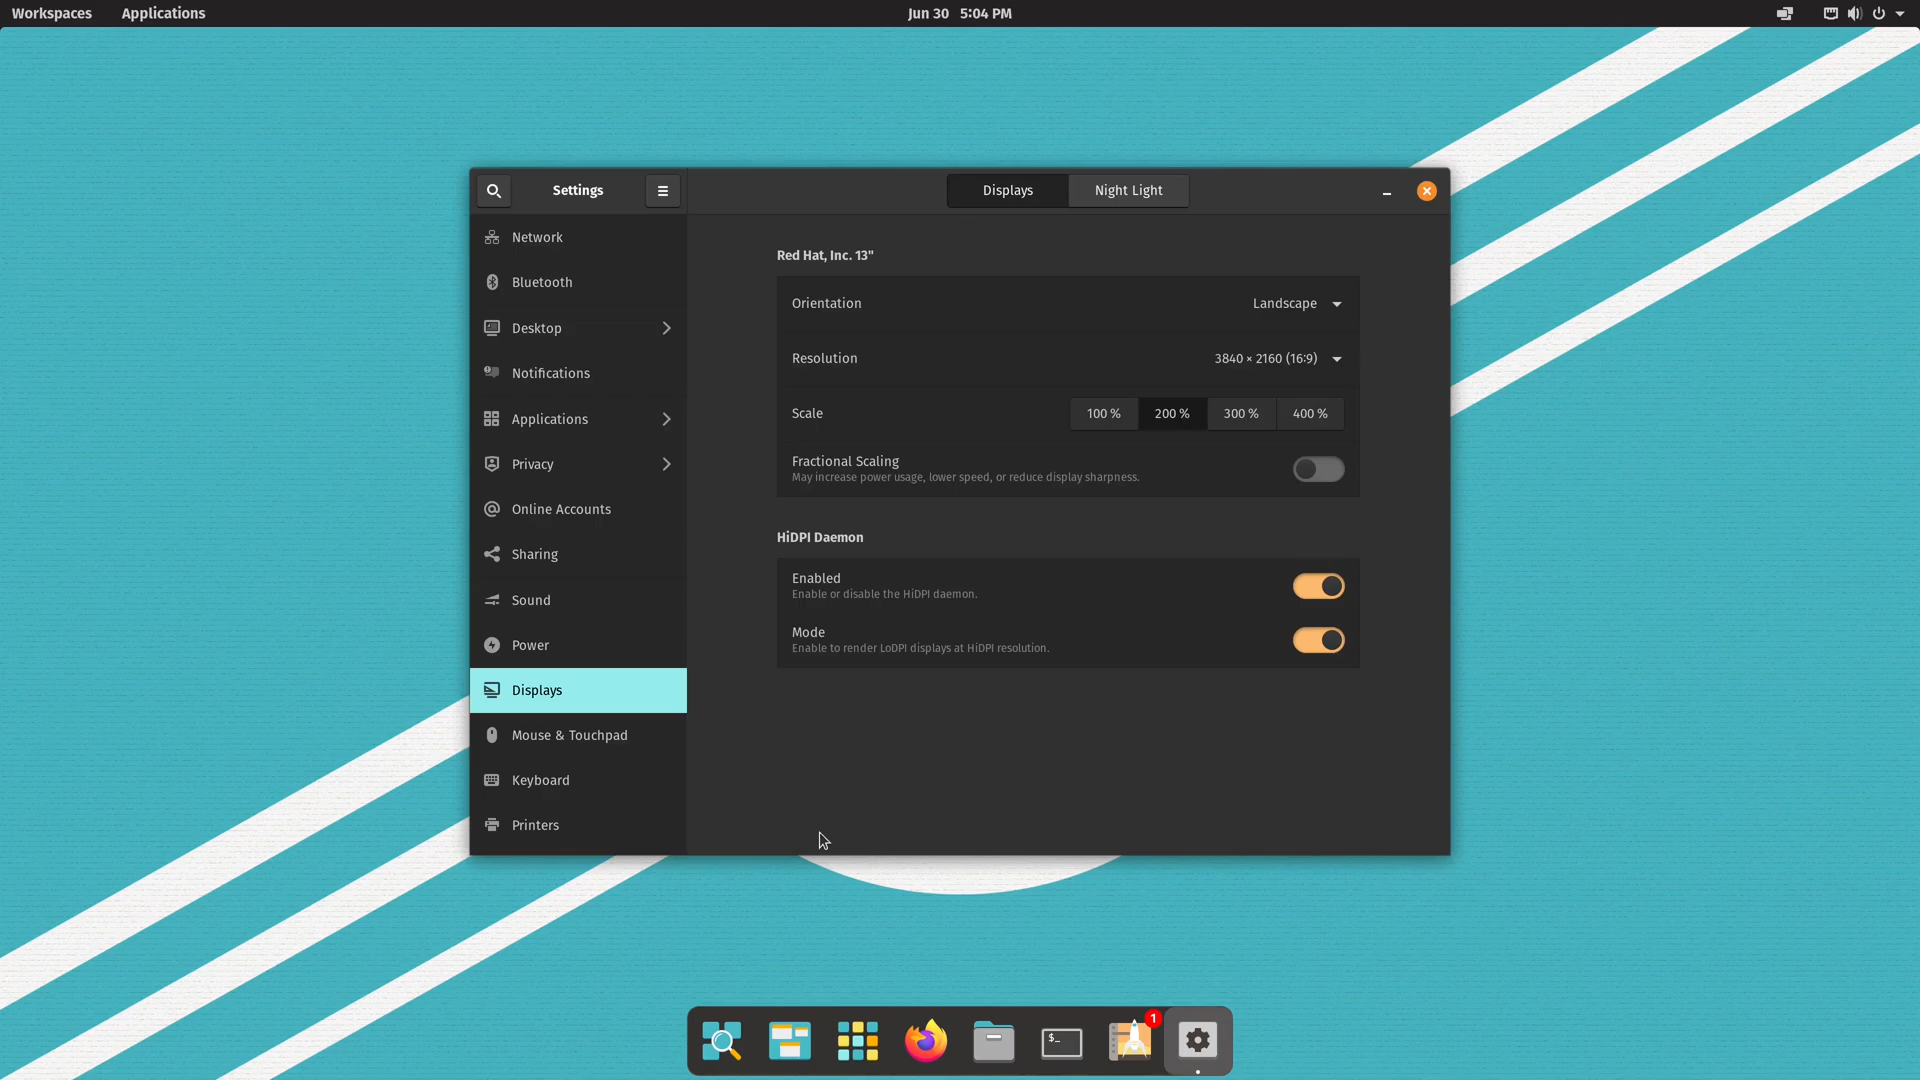 Workspaces Applications Jun 30 5:04 PM
Settings Displays Night Light
Network
Bluetooth
Desktop
Notifications
Applications
Privacy
Online Accounts
Sharing
Sound
Power
Displays
Mouse & Touchpad
Keyboard
Printers
Red Hat, Inc. 13"
Orientation Landscape
Resolution 3840 × 2160 (16:9)
Scale 100 % 200 % 300 % 400 %
Fractional Scaling
May increase power usage, lower speed, or reduce display sharpness.
HiDPI Daemon
Enabled
Enable or disable the HiDPI daemon.
Mode
Enable to render LoDPI displays at HiDPI resolution.
$_
1